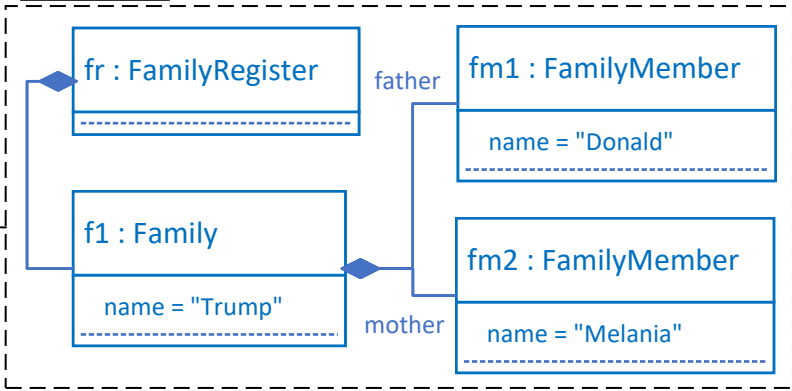 fr : FamilyRegister
father
fm1 : FamilyMember
name = "Donald"
f1 : Family
name = "Trump"
mother
fm2 : FamilyMember
name = "Melania"